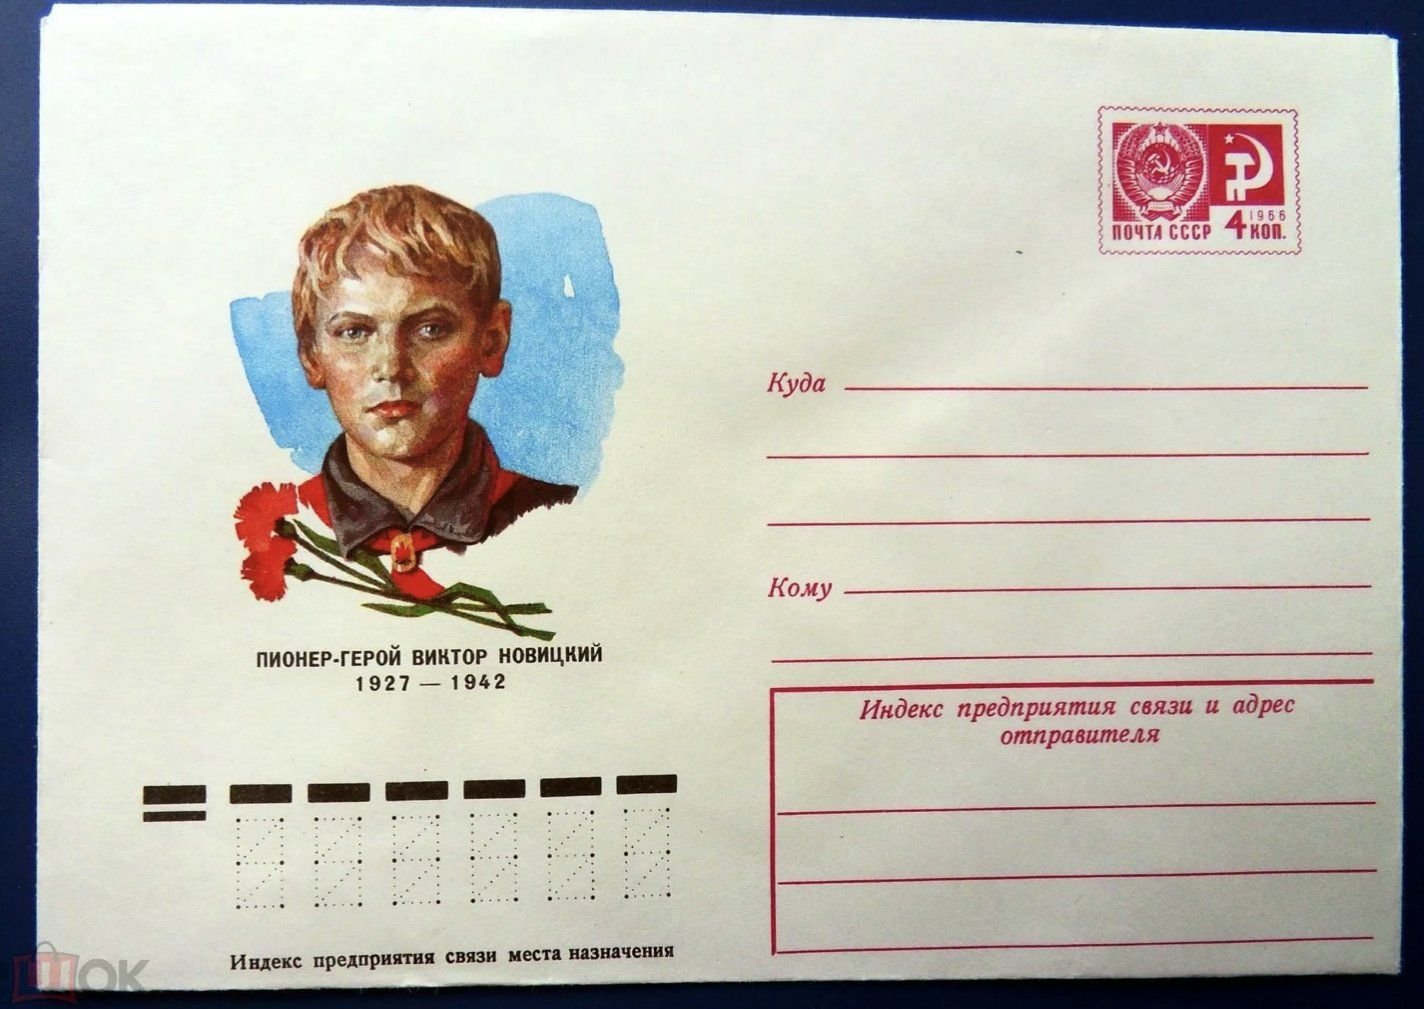 1966
ПОЧТА СССР 4 КОП.
Куда
ПИОНЕР-ГЕРОЙ ВИКТОР НОВИЦКИЙ
1927 — 1942
Кому
Индекс предприятия связи и адрес
отправителя
Индекс предприятия связи места назначения
шок